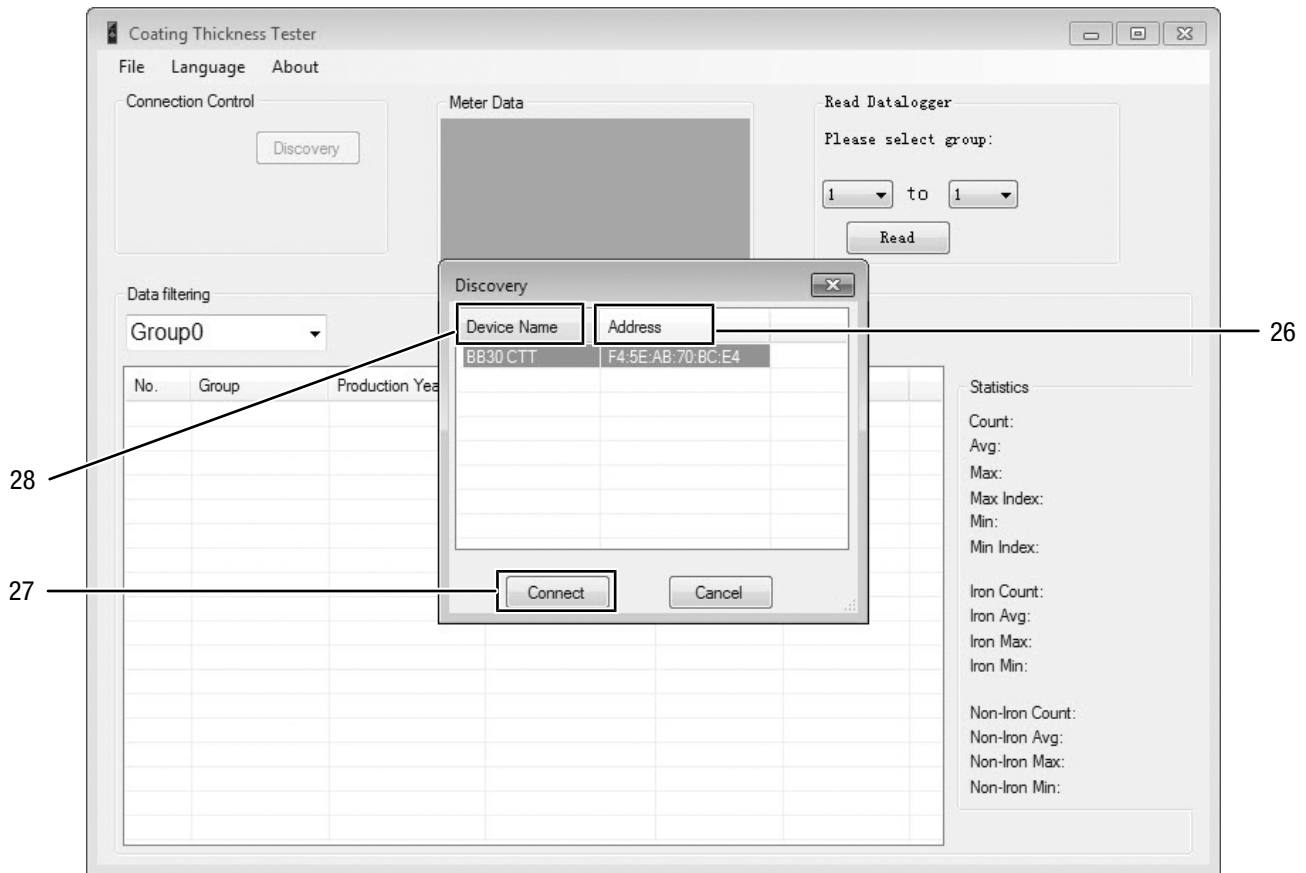 Coating Thickness Tester
File Language About
Connection Control
Discovery
Meter Data
Read Datalogger
Please select group:
1 to 1
Read
Data filtering
Group0
Discovery
Device Name Address
BB30 CTT F4:5E:AB:70:BC:E4
Connect Cancel
26
28
27
No. Group Production Yea
Statistics
Count:
Avg:
Max:
Max Index:
Min:
Min Index:
Iron Count:
Iron Avg:
Iron Max:
Iron Min:
Non-Iron Count:
Non-Iron Avg:
Non-Iron Max:
Non-Iron Min: